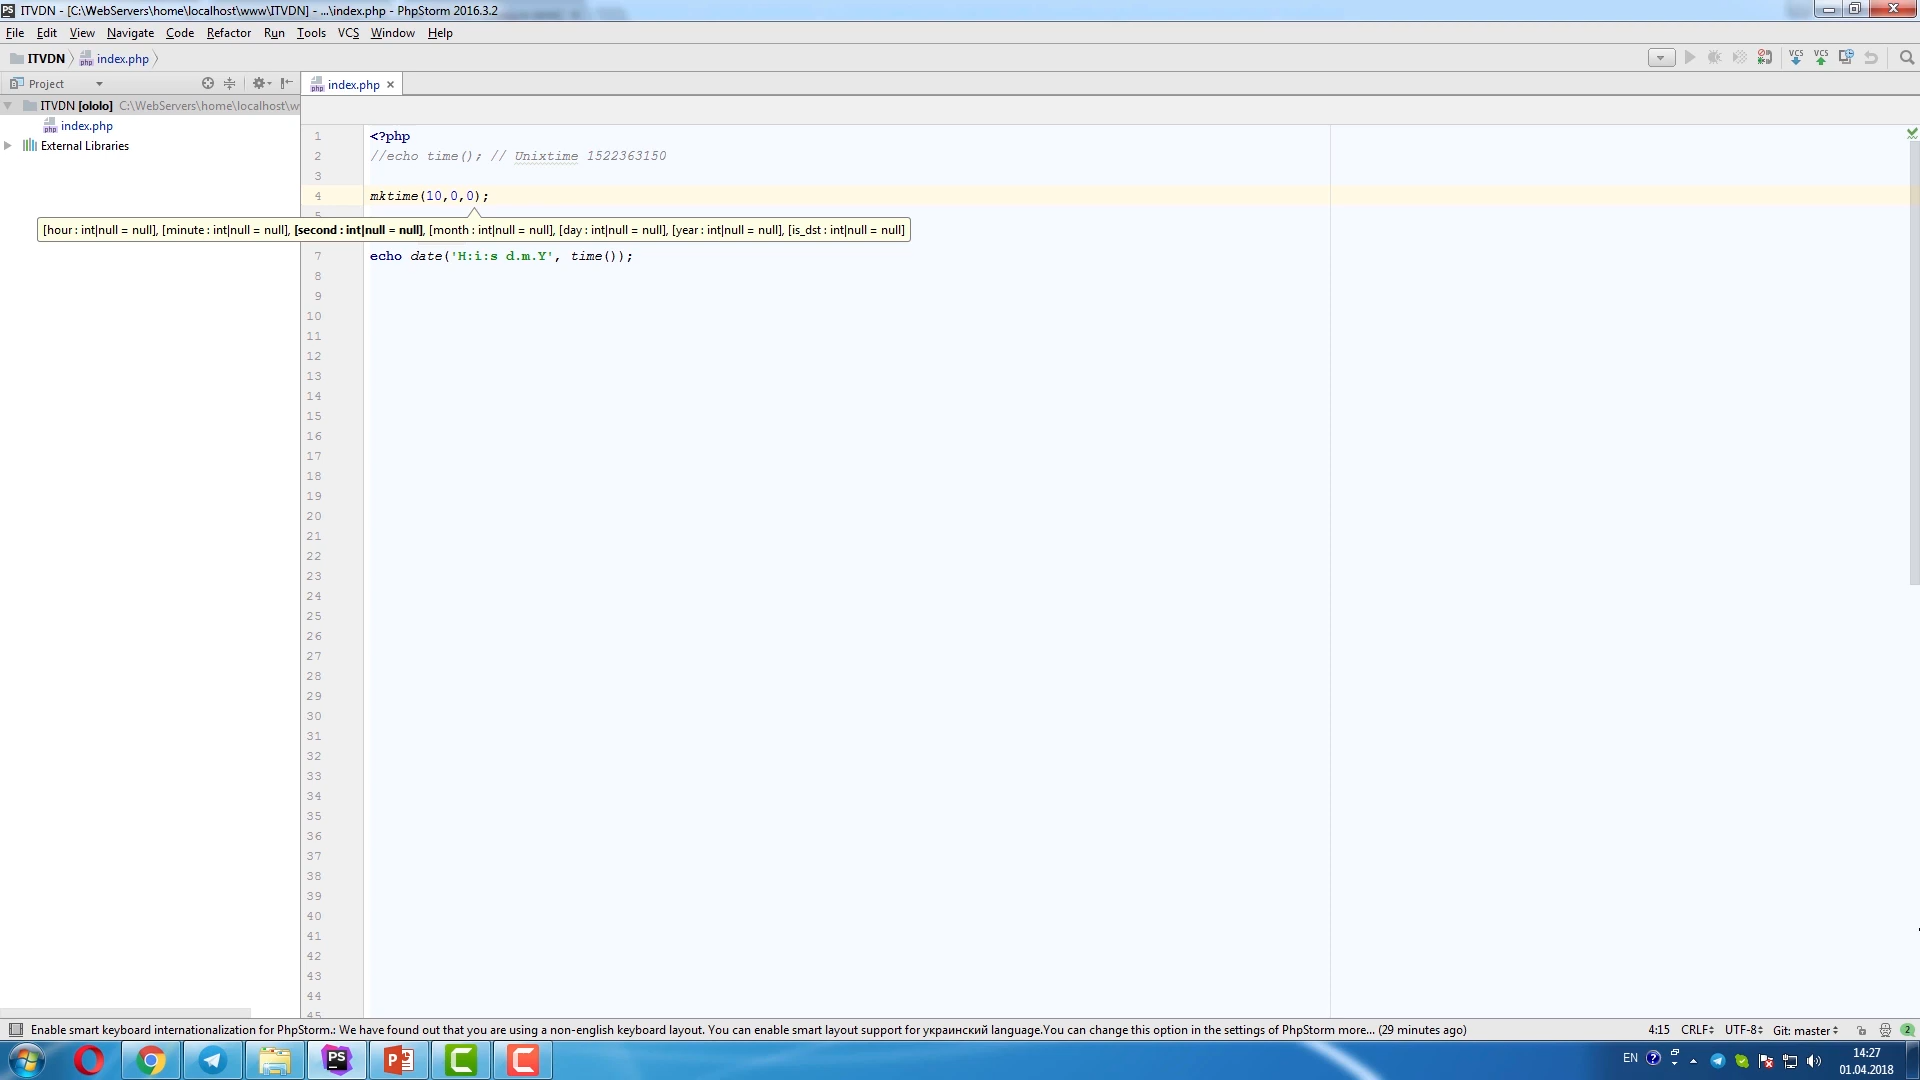 ITVDN - [C:\WebServers\home\localhost\www\ITVDN] - ...\index.php - PhpStorm 2016.3.2
File Edit View Navigate Code Refactor Run Tools VCS Window Help
ITVDN index.php
VCS VCS
Project
index.php
ITVDN [ololo] C:\WebServers\home\localhost\w
index.php
External Libraries
1 <?php
2 //echo time(); // Unixtime 1522363150
3
4 mktime(10,0,0);
5
[hour : int|null = null], [minute : int|null = null], [second : int|null = null], [month : int|null = null], [day : int|null = null], [year : int|null = null], [is_dst : int|null = null]
7 echo date('H:i:s d.m.Y', time());
8
9
10
11
12
13
14
15
16
17
18
19
20
21
22
23
24
25
26
27
28
29
30
31
32
33
34
35
36
37
38
39
40
41
42
43
44
45
Enable smart keyboard internationalization for PhpStorm.: We have found out that you are using a non-english keyboard layout. You can enable smart layout support for украинский language.You can change this option in the settings of PhpStorm more... (29 minutes ago)
4:15 CRLF UTF-8 Git: master 2
EN
14:27
01.04.2018